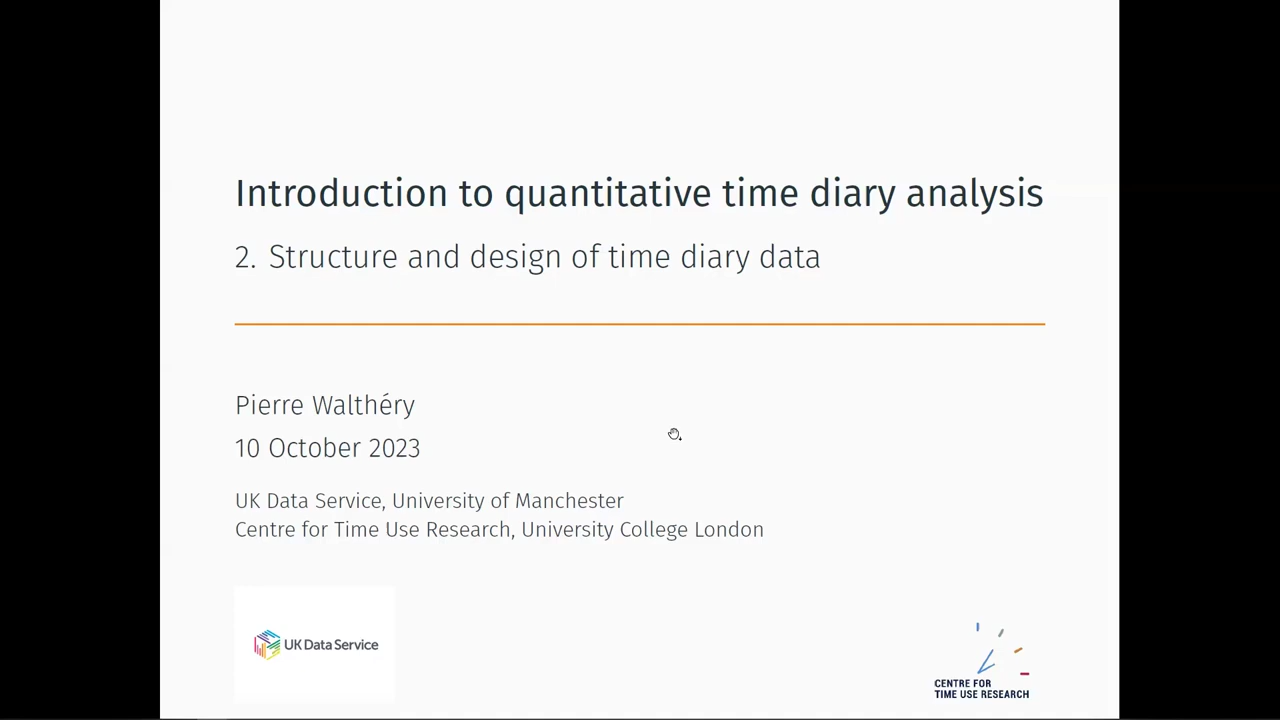 Introduction to quantitative time diary analysis
2. Structure and design of time diary data
Pierre Walthéry
10 October 2023
UK Data Service, University of Manchester
Centre for Time Use Research, University College London
UK Data Service
CENTRE FOR
TIME USE RESEARCH